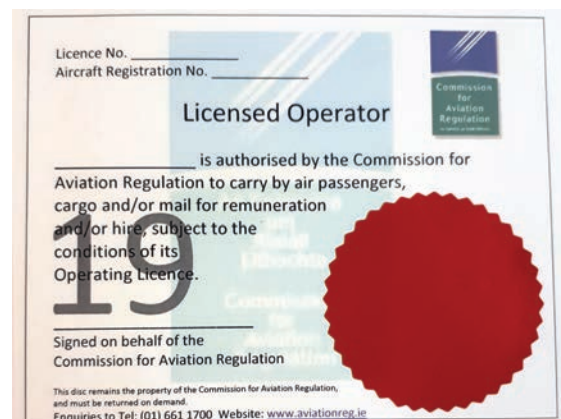 Licence No. ______________
Aircraft Registration No. ____________
Commission
for
Aviation
Regulation
Licensed Operator
________________ is authorised by the Commission for
Aviation Regulation to carry by air passengers,
cargo and/or mail for remuneration
and/or hire, subject to the
conditions of its
Operating Licence.
19
Signed on behalf of the
Commission for Aviation Regulation
This disc remains the property of the Commission for Aviation Regulation,
and must be returned on demand.
Enquiries to Tel: (01) 661 1700 Website: www.aviationreg.ie